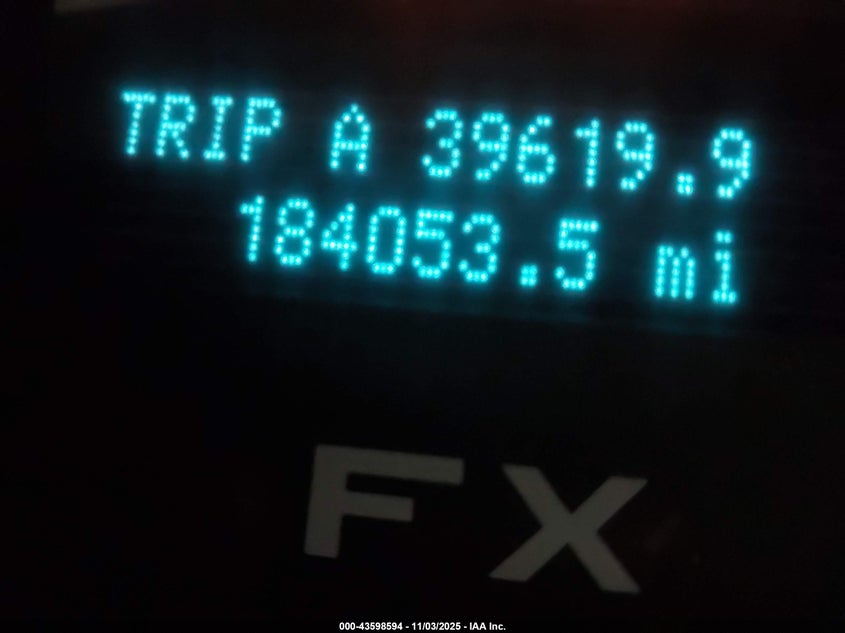 TRIP A 39619.9
184053.5 mi
FX
000-43598594 - 11/03/2025 - IAA Inc.